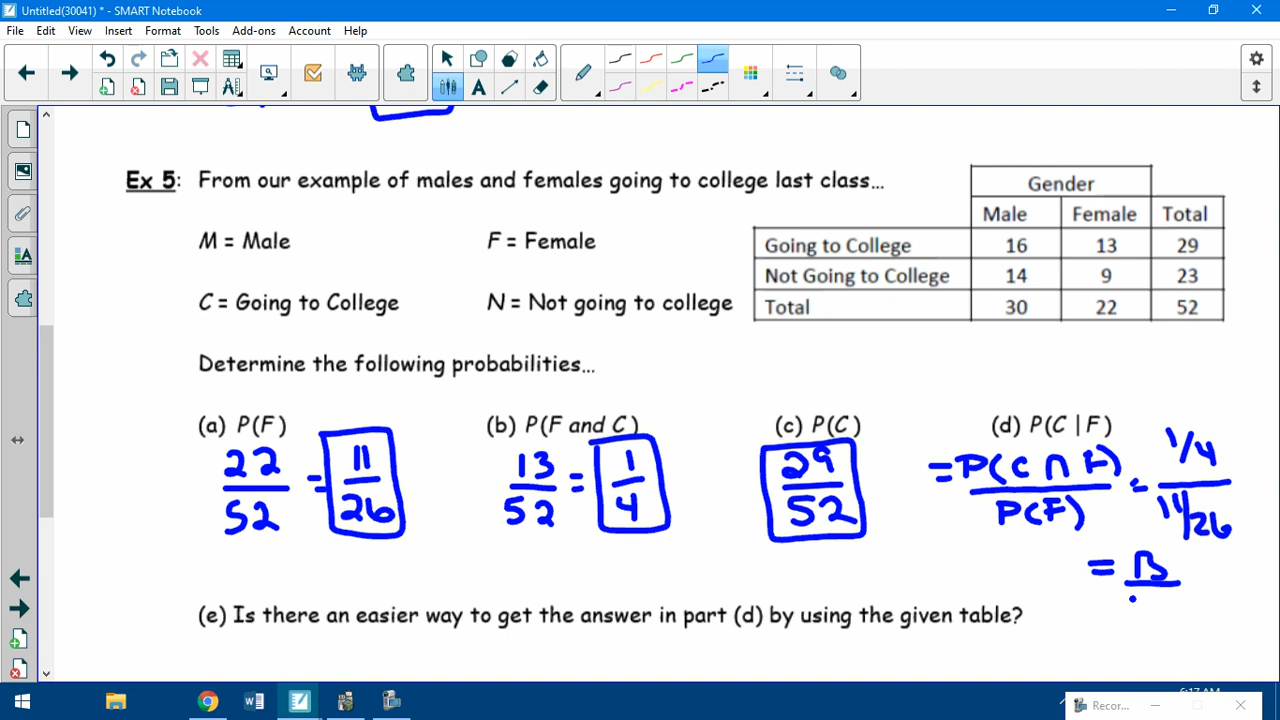 Untitled(30041) * - SMART Notebook
File Edit View Insert Format Tools Add-ons Account Help
Ex 5: From our example of males and females going to college last class...
M = Male F = Female
C = Going to College N = Not going to college
Gender
Male Female Total
Going to College 16 13 29
Not Going to College 14 9 23
Total 30 22 52
Determine the following probabilities...
(a) P(F) (b) P(F and C) (c) P(C) (d) P(C | F)
22/52 = 11/26
13/52 = 1/4
29/52
= P(C ∩ F)/P(F) = 1/4 / 11/26
= 13
(e) Is there an easier way to get the answer in part (d) by using the given table?
Recor...